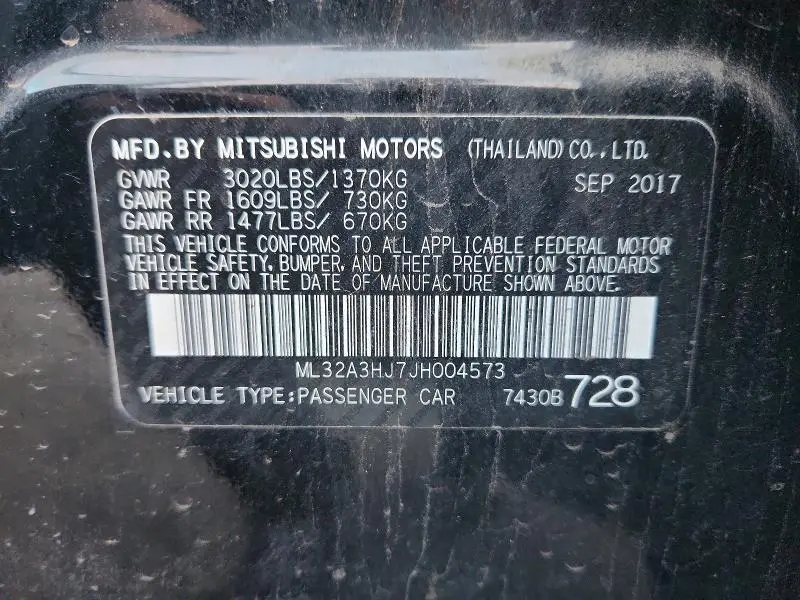 MFD.BY MITSUBISHI MOTORS (THAILAND)CO.,LTD.
GVWR 3020LBS/1370KG SEP 2017
GAWR FR 1609LBS/ 730KG
GAWR RR 1477LBS/ 670KG
THIS VEHICLE CONFORMS TO ALL APPLICABLE FEDERAL MOTOR
VEHICLE SAFETY, BUMPER, AND THEFT PREVENTION STANDARDS
IN EFFECT ON THE DATE OF MANUFACTURE SHOWN ABOVE.
ML32A3HJ7JH004573
VEHICLE TYPE:PASSENGER CAR 7430B 728